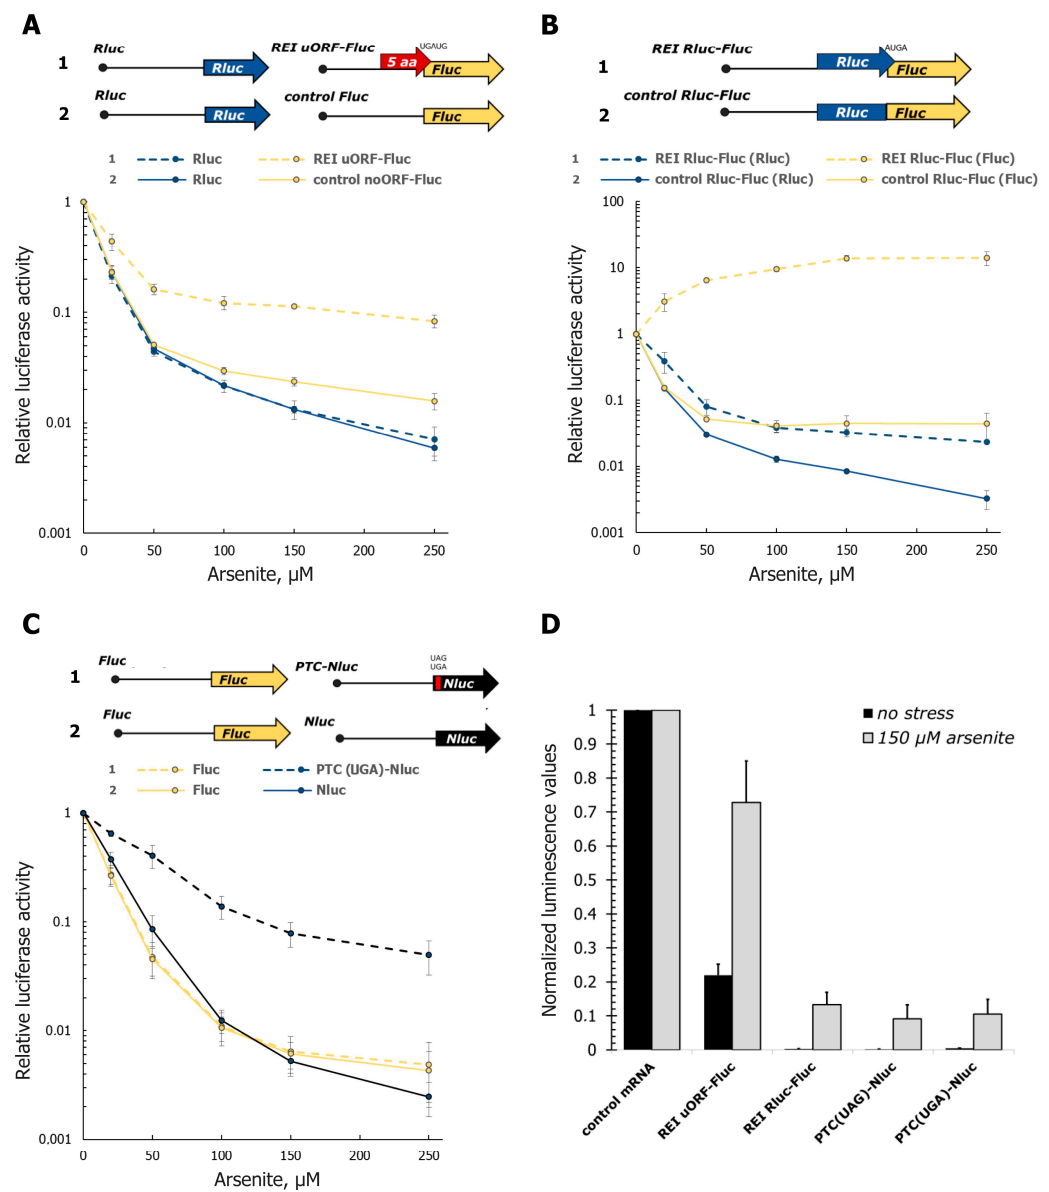 A
Rluc
REI uORF-Fluc
UGAUG
1
Rluc
5 aa
Fluc
Rluc
control Fluc
2
Rluc
Fluc
1 Rluc REI uORF-Fluc
2 Rluc control noORF-Fluc
Relative luciferase activity
1
0.1
0.01
0.001
0 50 100 150 200 250
Arsenite, µM
B
REI Rluc-Fluc
AUGA
1
Rluc
Fluc
control Rluc-Fluc
2
Rluc
Fluc
1 REI Rluc-Fluc (Rluc) REI Rluc-Fluc (Fluc)
2 control Rluc-Fluc (Rluc) control Rluc-Fluc (Fluc)
Relative luciferase activity
100
10
1
0.1
0.01
0.001
0 50 100 150 200 250
Arsenite, µM
C
Fluc
PTC-Nluc
UAG
UGA
1
Fluc
Nluc
Fluc
Nluc
2
Fluc
Nluc
1 Fluc PTC (UGA)-Nluc
2 Fluc Nluc
Relative luciferase activity
1
0.1
0.01
0.001
0 50 100 150 200 250
Arsenite, µM
D
no stress
150 µM arsenite
Normalized luminescence values
1
0.9
0.8
0.7
0.6
0.5
0.4
0.3
0.2
0.1
0
control mRNA
REI uORF-Fluc
REI Rluc-Fluc
PTC(UAG)-Nluc
PTC(UGA)-Nluc